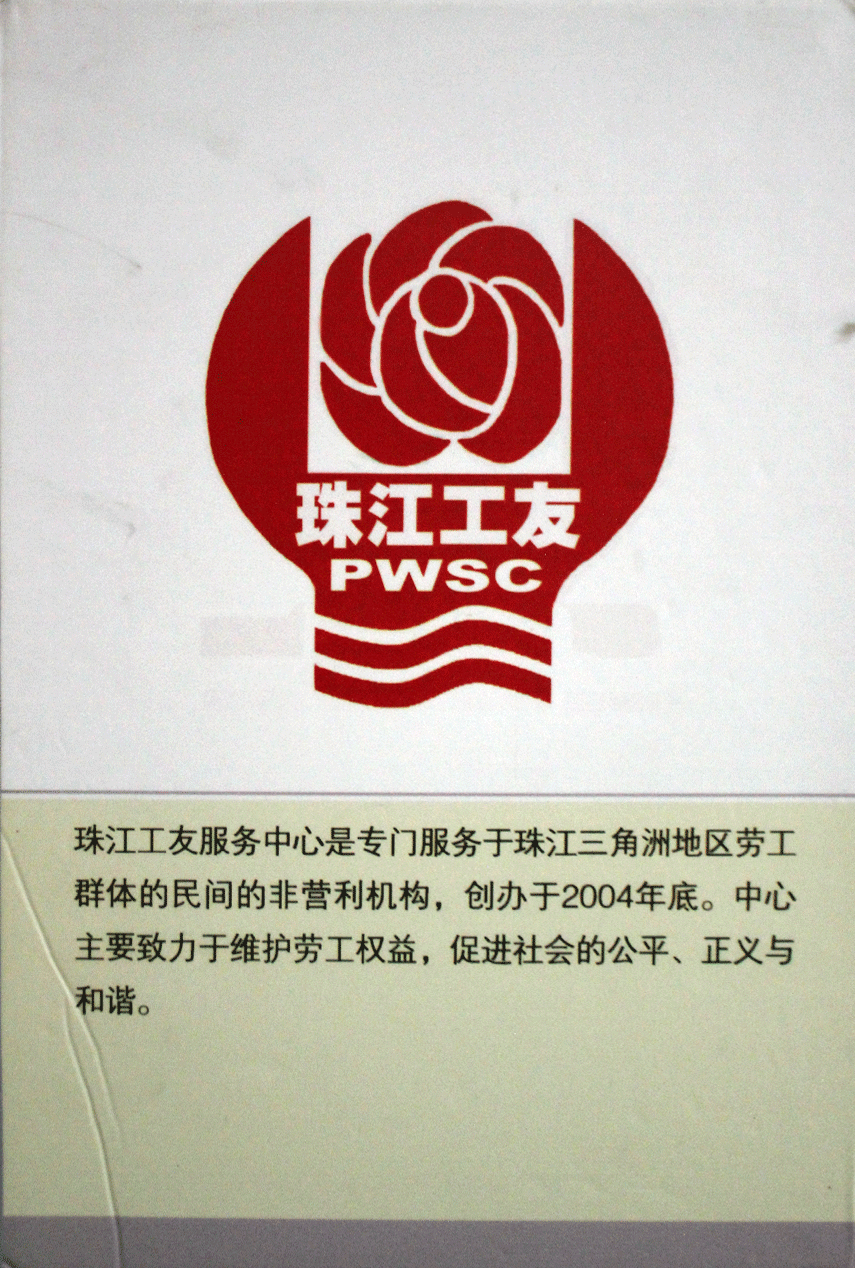 珠江工友
PWSC
珠江工友服务中心是专门服务于珠江三角洲地区劳工
群体的民间的非营利机构，创办于2004年底。中心
主要致力于维护劳工权益，促进社会的公平、正义与
和谐。